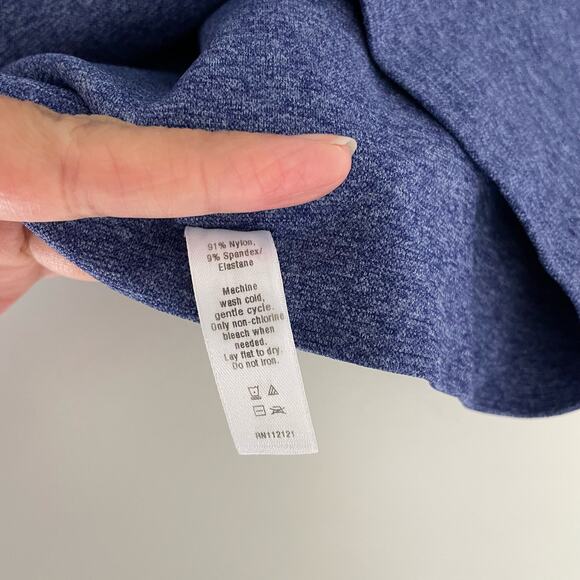 91% Nylon,
9% Spandex/
Elastane
Machine
wash cold,
gentle cycle.
Only non-chlorine
bleach when
needed.
Lay flat to dry.
Do not iron.
RN112121